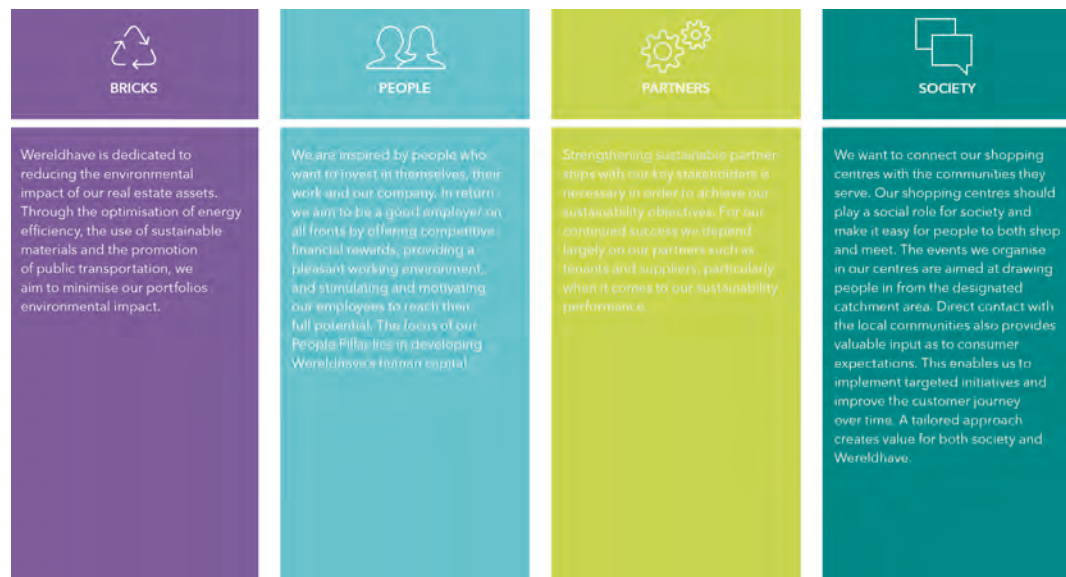 BRICKS
Wereldhave is dedicated to
reducing the environmental
impact of our real estate assets.
Through the optimisation of energy
efficiency, the use of sustainable
materials and the promotion
of public transportation, we
aim to minimise our portfolios
environmental impact.
PEOPLE
We are inspired by people who
want to invest in themselves, their
work and our company. In return
we aim to be a good employer on
all fronts by offering competitive
financial rewards, providing a
pleasant working environment,
and stimulating and motivating
our employees to reach their
full potential. The focus of our
People Pillar lies in developing
Wereldhave's human capital.
PARTNERS
Strengthening sustainable partner
ships with our key stakeholders is
necessary in order to achieve our
sustainability objectives. For our
continued success we depend
largely on our partners such as
tenants and suppliers, particularly
when it comes to our sustainability
performance.
SOCIETY
We want to connect our shopping
centres with the communities they
serve. Our shopping centres should
play a social role for society and
make it easy for people to both shop
and meet. The events we organise
in our centres are aimed at drawing
people in from the designated
catchment area. Direct contact with
the local communities also provides
valuable input as to consumer
expectations. This enables us to
implement targeted initiatives and
improve the customer journey
over time. A tailored approach
creates value for both society and
Wereldhave.